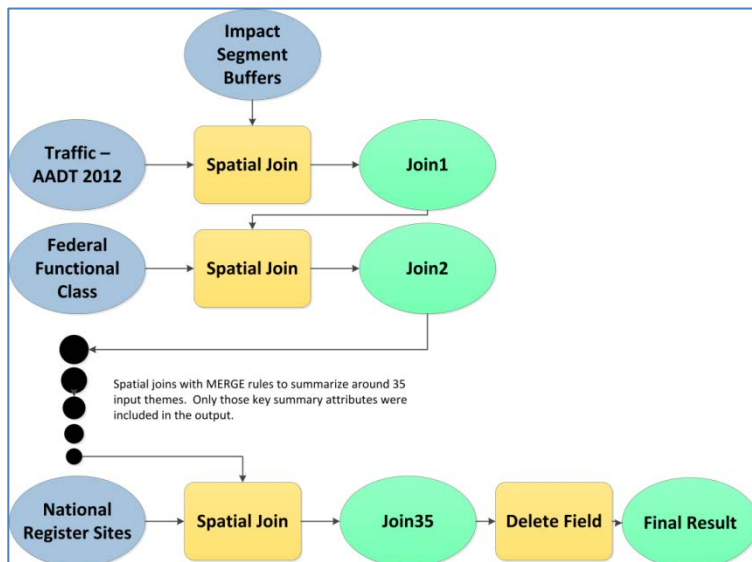 Impact
Segment
Buffers
Traffic –
AADT 2012
Spatial Join
Join1
Federal
Functional
Class
Spatial Join
Join2
Spatial joins with MERGE rules to summarize around 35
input themes.  Only those key summary attributes were
included in the output.
National
Register Sites
Spatial Join
Join35
Delete Field
Final Result